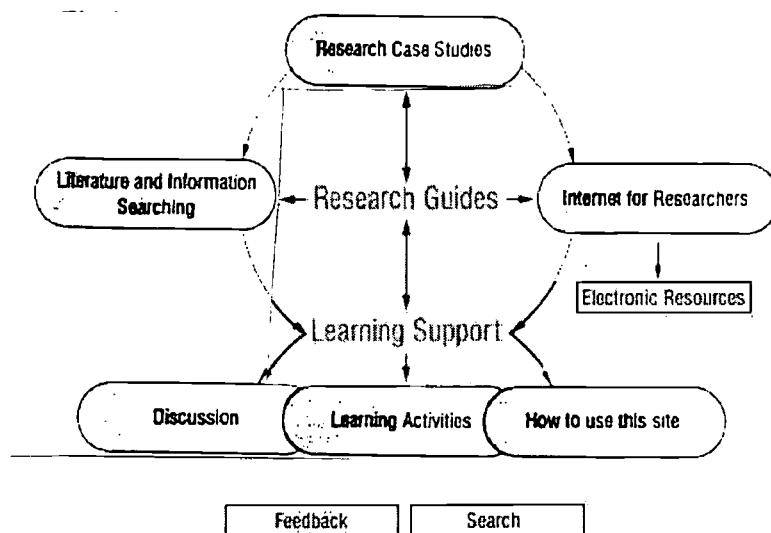 Research Case Studies
Literature and Information
Searching
Research Guides
Internet for Researchers
Electronic Resources
Learning Support
Discussion
Learning Activities
How to use this site
Feedback
Search